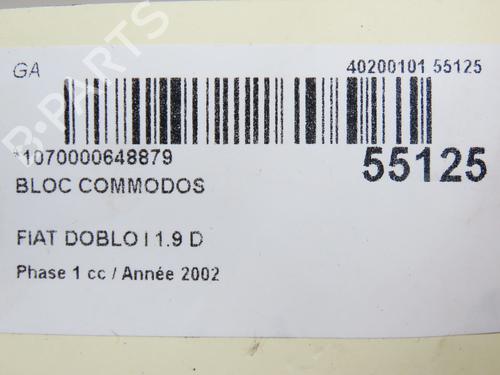 GA
40200101 55125
*1070000648879
55125
BLOC COMMODOS
FIAT DOBLO I 1.9 D
Phase 1 cc / Année 2002
B-PARTS